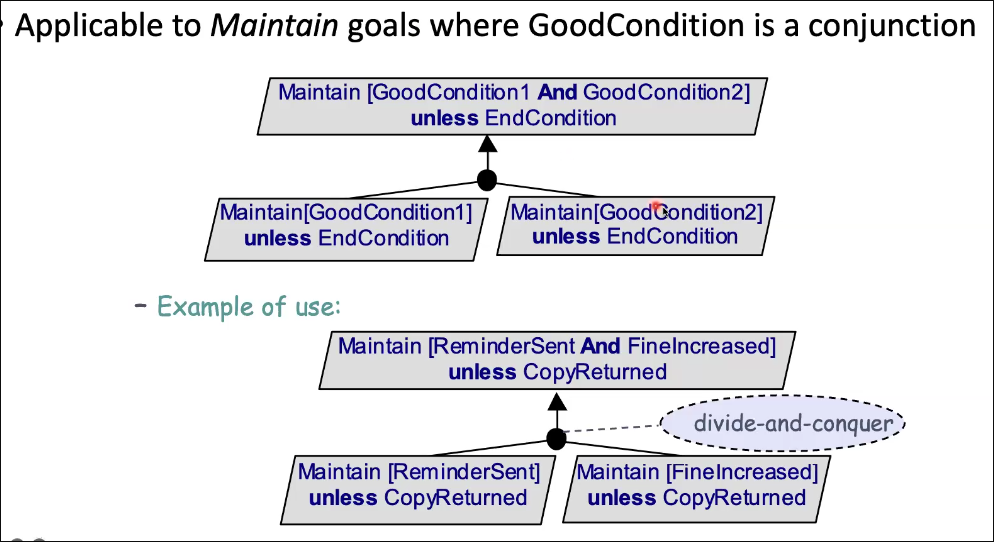 Applicable to Maintain goals where GoodCondition is a conjunction
Maintain [GoodCondition1 And GoodCondition2]
unless EndCondition
Maintain[GoodCondition1]
unless EndCondition
Maintain[GoodCondition2]
unless EndCondition
– Example of use:
Maintain [ReminderSent And FineIncreased]
unless CopyReturned
divide-and-conquer
Maintain [ReminderSent]
unless CopyReturned
Maintain [FineIncreased]
unless CopyReturned